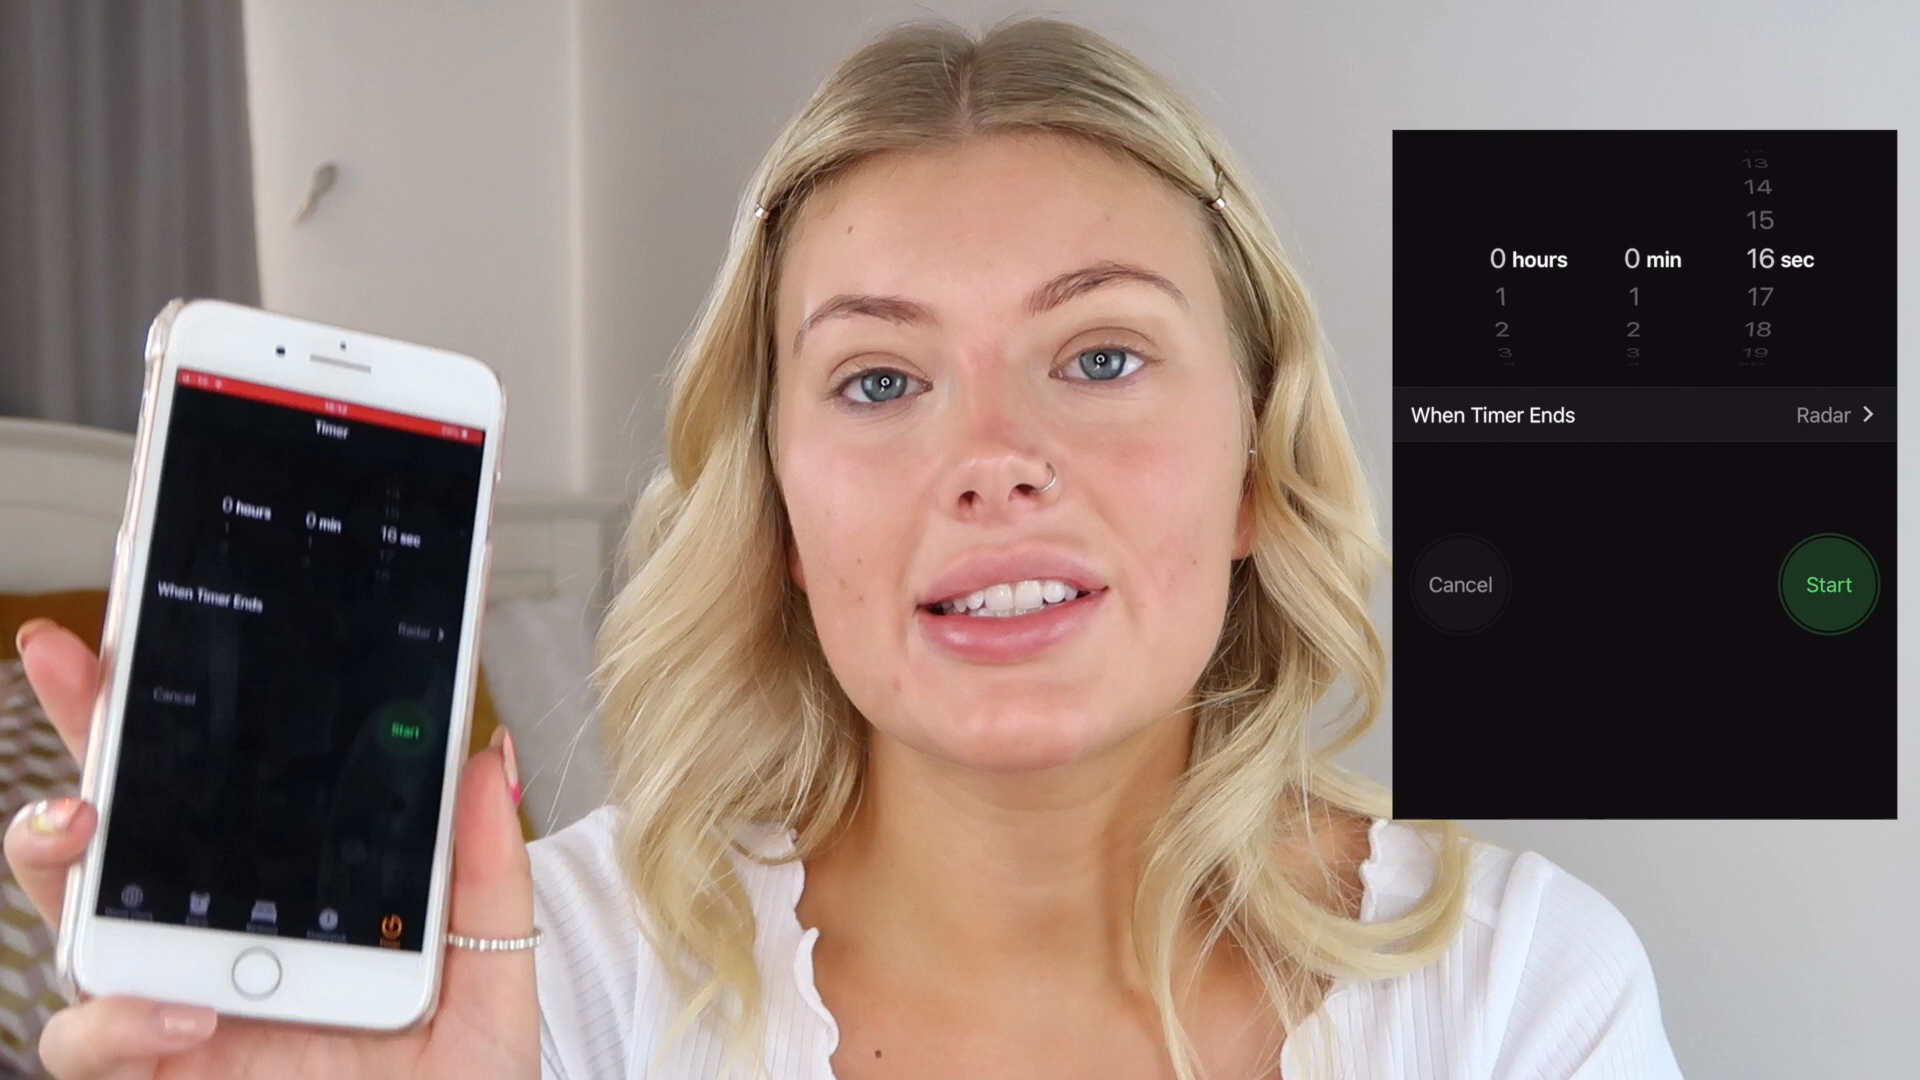 Timer
0 hours 0 min 16 sec
When Timer Ends
Radar
Cancel
Start
13
14
15
0 hours 0 min 16 sec
1 1 17
2 2 18
3 3 19
When Timer Ends Radar
Cancel Start